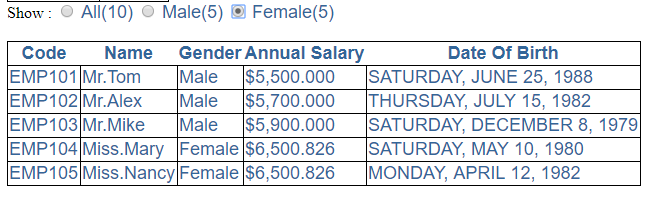 Show : All(10) Male(5) Female(5)
Code Name Gender Annual Salary Date Of Birth
EMP101 Mr.Tom Male $5,500.000 SATURDAY, JUNE 25, 1988
EMP102 Mr.Alex Male $5,700.000 THURSDAY, JULY 15, 1982
EMP103 Mr.Mike Male $5,900.000 SATURDAY, DECEMBER 8, 1979
EMP104 Miss.Mary Female $6,500.826 SATURDAY, MAY 10, 1980
EMP105 Miss.Nancy Female $6,500.826 MONDAY, APRIL 12, 1982